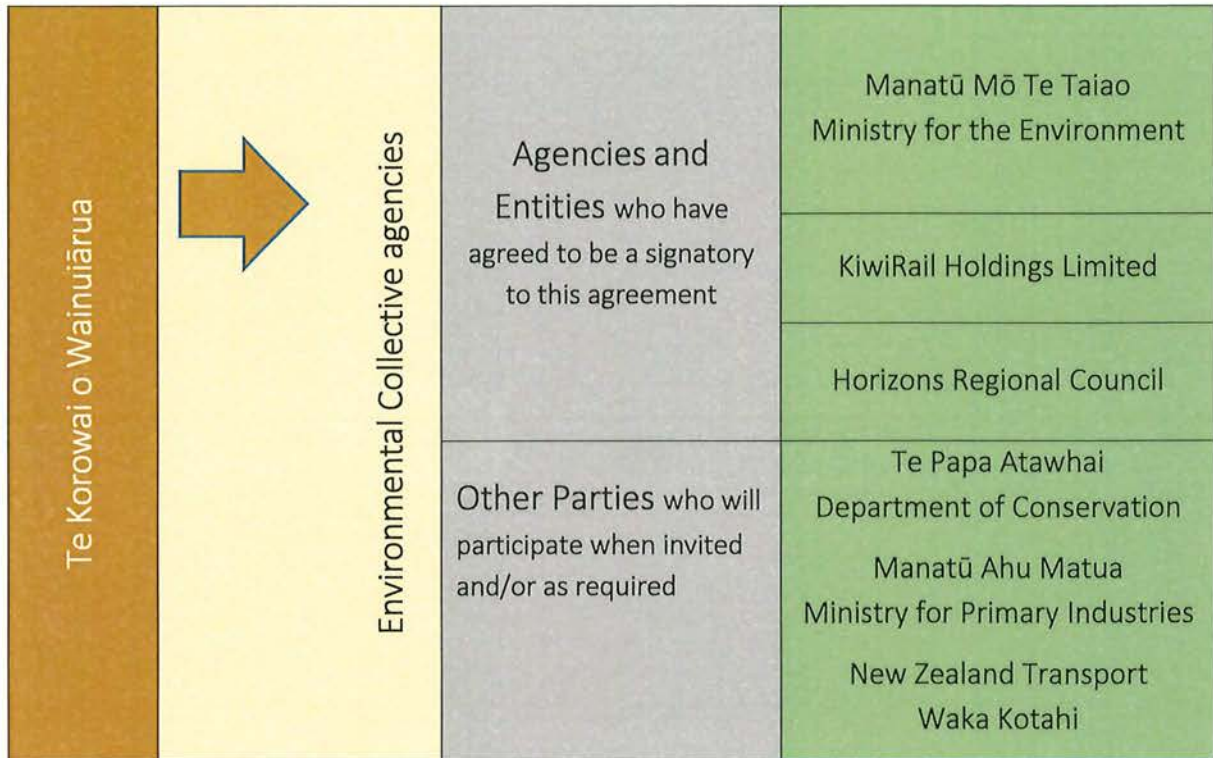 Te Korowai o Wainuiārua
Environmental Collective agencies
Agencies and
Entities who have
agreed to be a signatory
to this agreement
Manatū Mō Te Taiao
Ministry for the Environment
KiwiRail Holdings Limited
Horizons Regional Council
Other Parties who will
participate when invited
and/or as required
Te Papa Atawhai
Department of Conservation
Manatū Ahu Matua
Ministry for Primary Industries
New Zealand Transport
Waka Kotahi